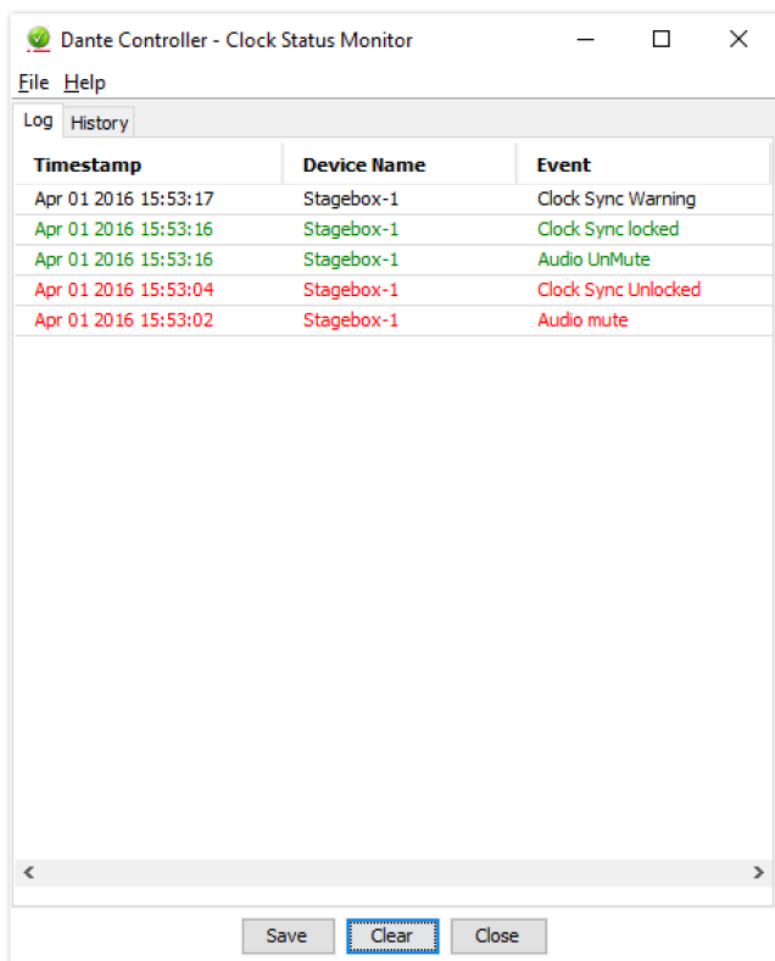 Dante Controller - Clock Status Monitor
File Help
Log History
Timestamp Device Name Event
Apr 01 2016 15:53:17 Stagebox-1 Clock Sync Warning
Apr 01 2016 15:53:16 Stagebox-1 Clock Sync locked
Apr 01 2016 15:53:16 Stagebox-1 Audio UnMute
Apr 01 2016 15:53:04 Stagebox-1 Clock Sync Unlocked
Apr 01 2016 15:53:02 Stagebox-1 Audio mute
Save Clear Close